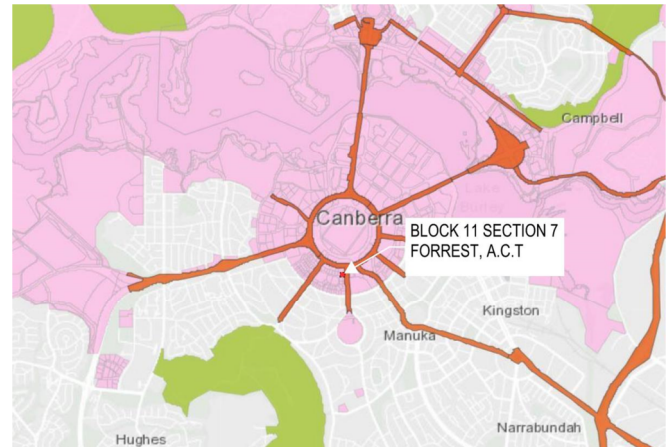 Campbell
Canberra
BLOCK 11 SECTION 7
FORREST, A.C.T
Kingston
Manuka
Narrabundah
Hughes